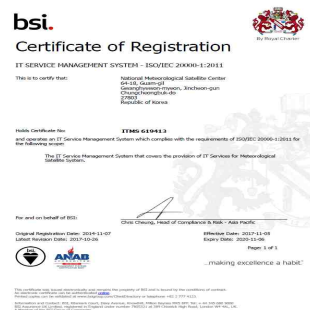 bsi.
By Royal Charter
Certificate of Registration
IT SERVICE MANAGEMENT SYSTEM - ISO/IEC 20000-1:2011
This is to certify that:
National Meteorological Satellite Center
64-18, Guam-gil
Gwanghyewon-myeon, Jincheon-gun
Chungcheongbuk-do
27803
Republic of Korea
Holds Certificate No:
ITMS 619413
and operates an IT Service Management System which complies with the requirements of ISO/IEC 20000-1:2011 for
the following scope:
The IT Service Management System that covers the provision of IT Services for Meteorological
Satellite System.
For and on behalf of BSI:
Chris Cheung, Head of Compliance & Risk - Asia Pacific
Original Registration Date: 2014-11-07
Effective Date: 2017-11-05
Latest Revision Date: 2017-10-26
Expiry Date: 2020-11-06
Page: 1 of 1
ANAB
...making excellence a habit.